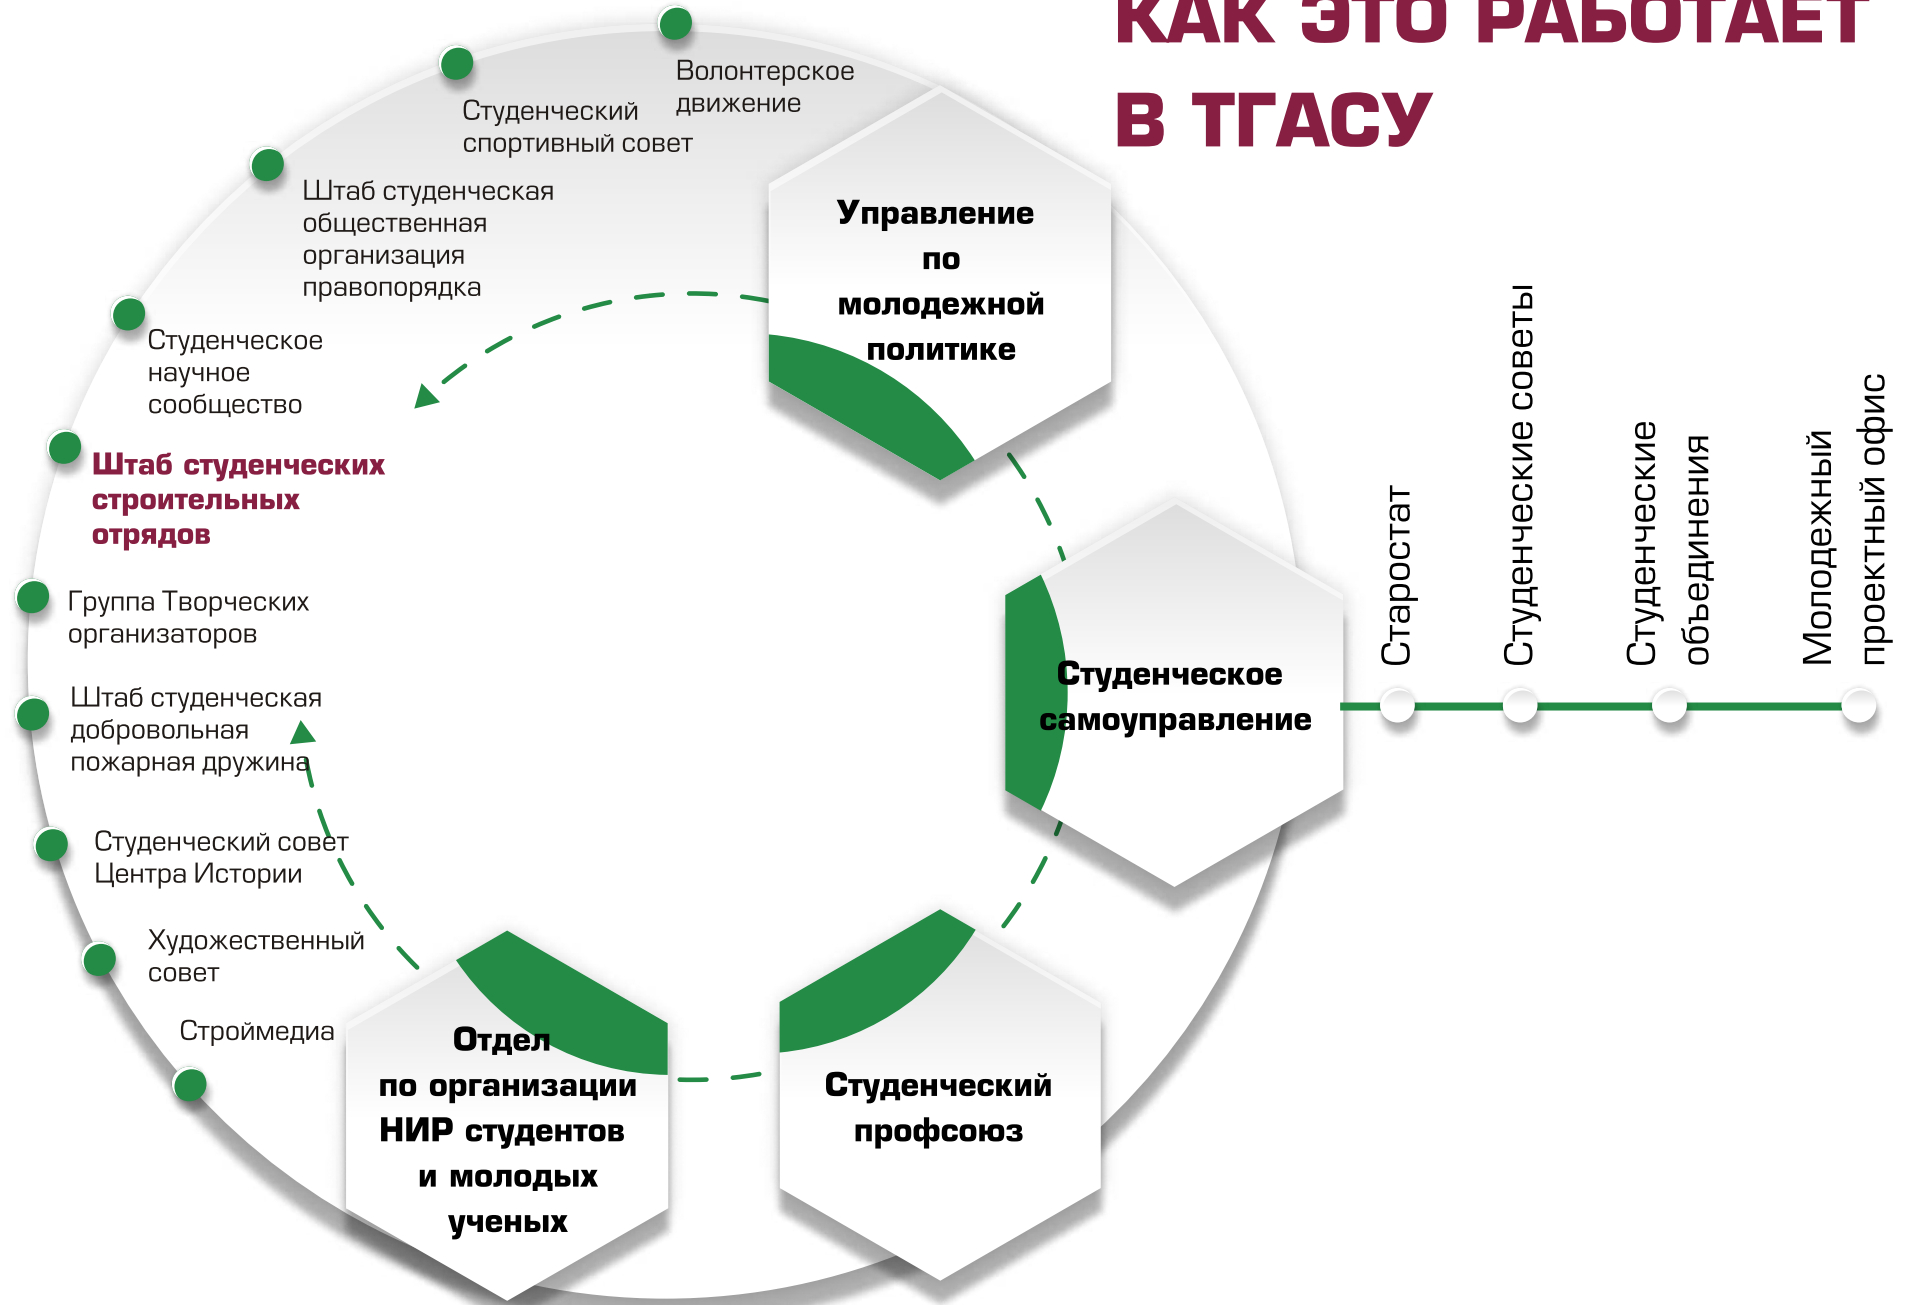 КАК ЭТО РАБОТАЕТ
В ТГАСУ
Волонтерское
движение
Студенческий
спортивный совет
Штаб студенческая
общественная
организация
правопорядка
Студенческое
научное
сообщество
Штаб студенческих
строительных
отрядов
Группа Творческих
организаторов
Штаб студенческая
добровольная
пожарная дружина
Студенческий совет
Центра Истории
Художественный
совет
Строймедиа
Управление
по
молодежной
политике
Студенческое
самоуправление
Студенческий
профсоюз
Отдел
по организации
НИР студентов
и молодых
ученых
Старостат
Студенческие советы
Студенческие
объединения
Молодежный
проектный офис